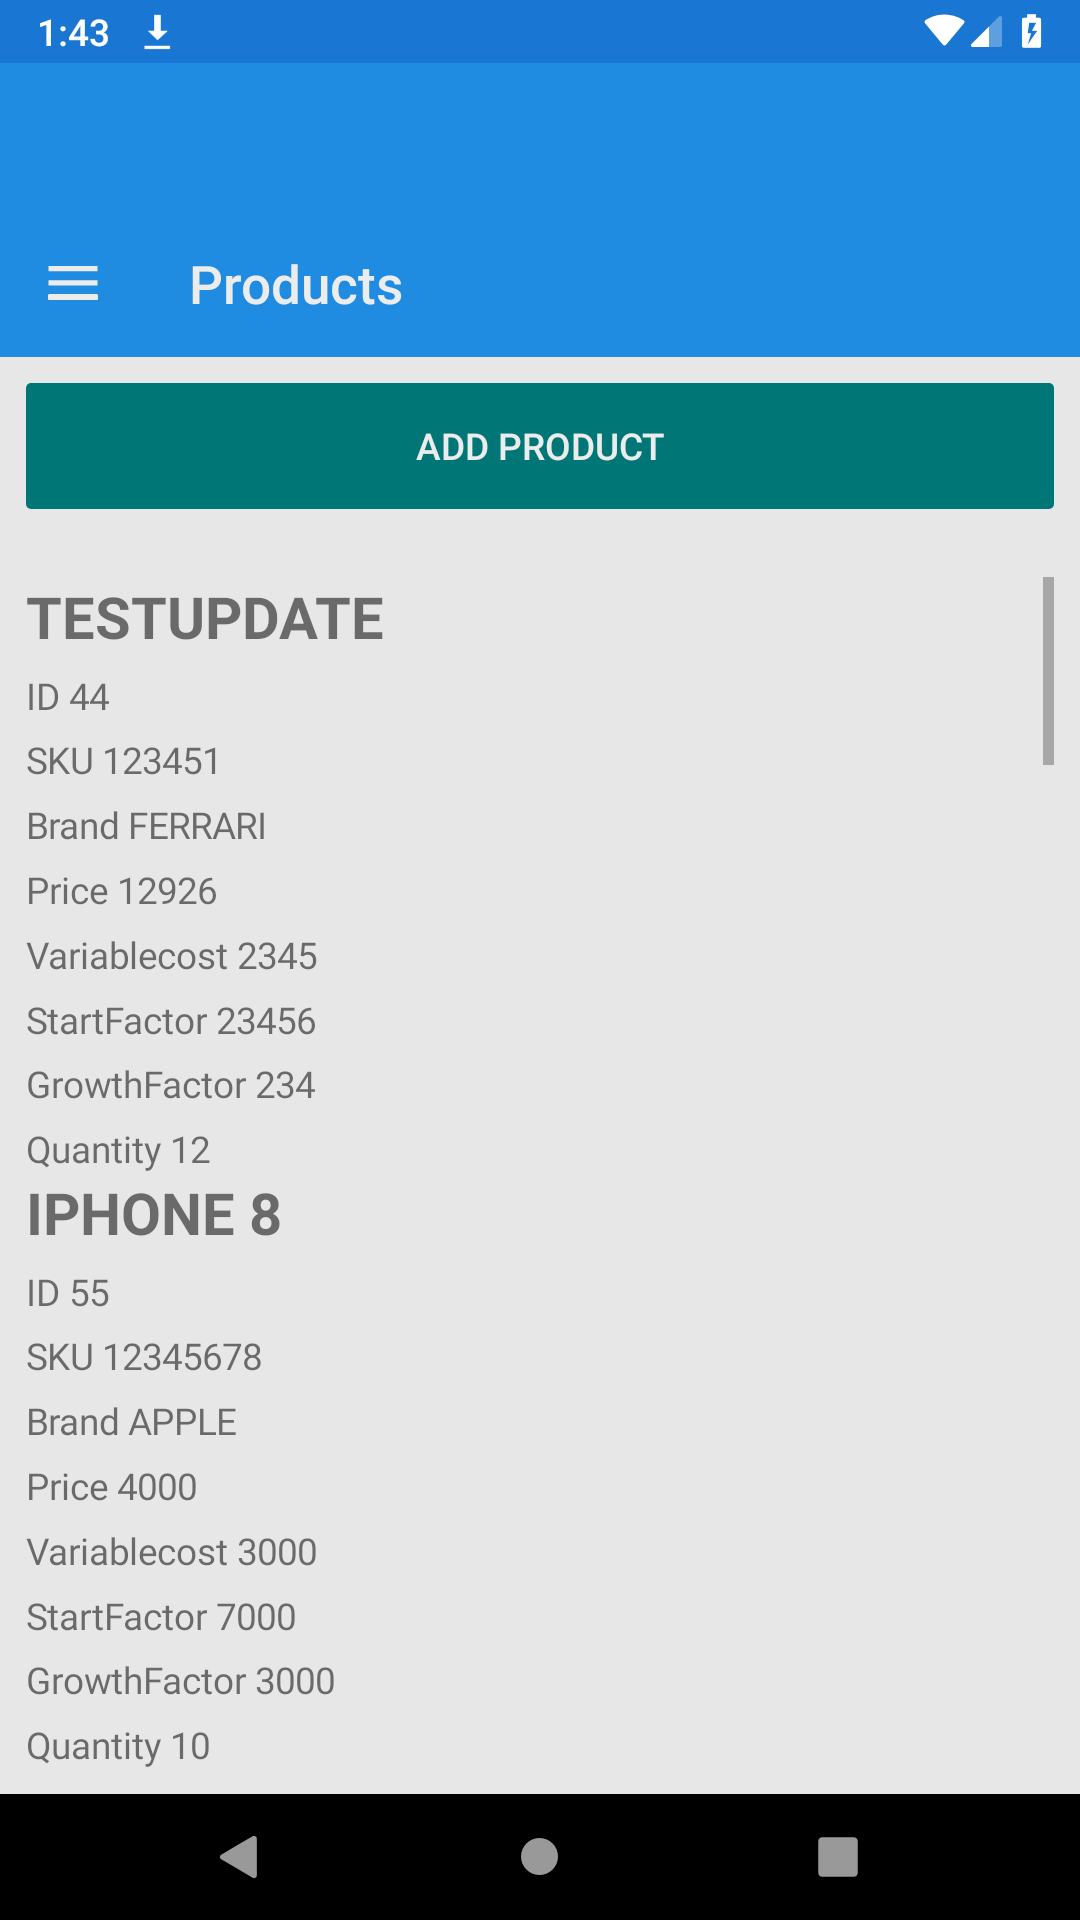 1:43
Products
ADD PRODUCT
TESTUPDATE
ID 44
SKU 123451
Brand FERRARI
Price 12926
Variablecost 2345
StartFactor 23456
GrowthFactor 234
Quantity 12
IPHONE 8
ID 55
SKU 12345678
Brand APPLE
Price 4000
Variablecost 3000
StartFactor 7000
GrowthFactor 3000
Quantity 10